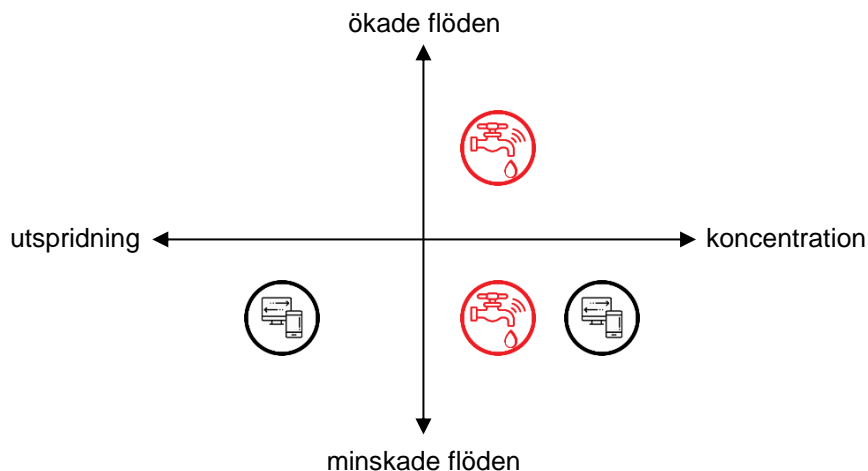 ökade flöden
utspridning
koncentration
minskade flöden